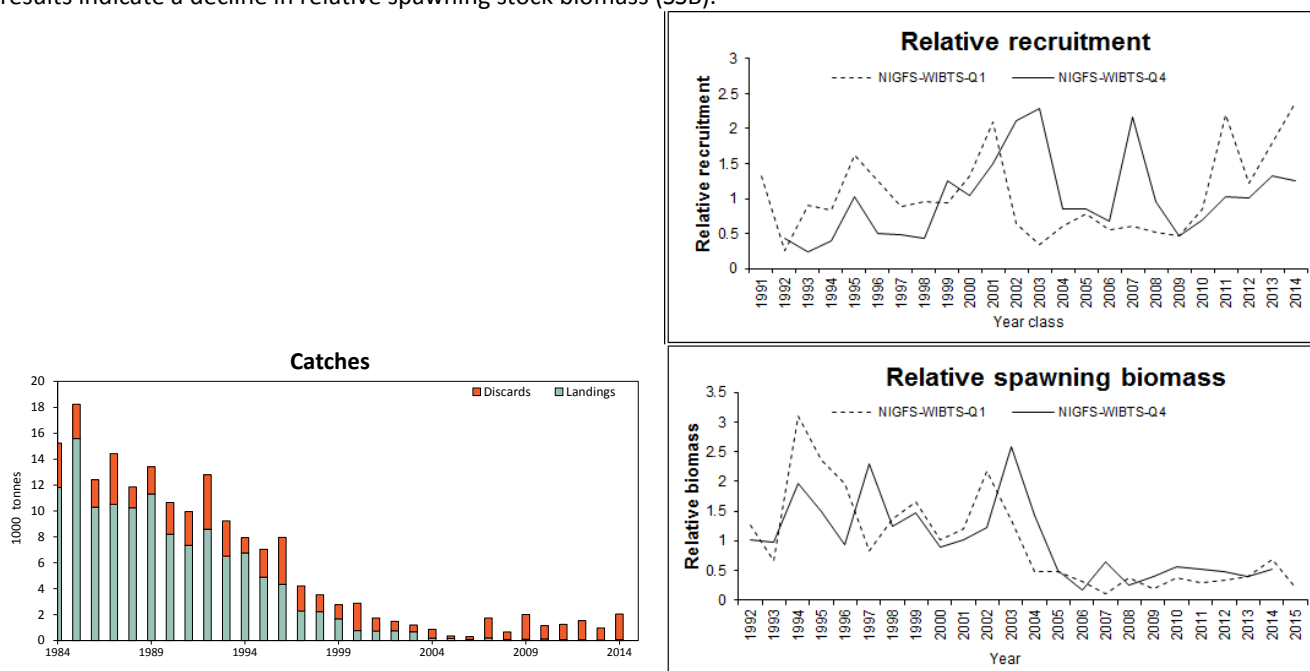 results indicate a decline in relative spawning stock biomass (SSB).
Relative recruitment
NIGFS-WIBTS-Q1 NIGFS-WIBTS-Q4
Relative recruitment
3
2.5
2
1.5
1
0.5
0
1991 1992 1993 1994 1995 1996 1997 1998 1999 2000 2001 2002 2003 2004 2005 2006 2007 2008 2009 2010 2011 2012 2013 2014
Year class
Catches
Discards Landings
1000 tonnes
20
18
16
14
12
10
8
6
4
2
0
1984 1989 1994 1999 2004 2009 2014
Relative spawning biomass
NIGFS-WIBTS-Q1 NIGFS-WIBTS-Q4
Relative biomass
3.5
3
2.5
2
1.5
1
0.5
0
1992 1993 1994 1995 1996 1997 1998 1999 2000 2001 2002 2003 2004 2005 2006 2007 2008 2009 2010 2011 2012 2013 2014 2015
Year